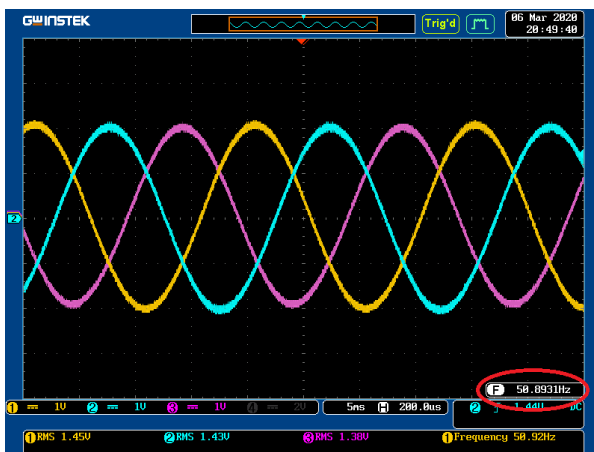 GWINSTEK
Trig'd
06 Mar 2020
20:49:40
2
F 50.8931Hz
1 1V 2 1V 3 1V 4 2V 5ms H 200.0us 2 1.44V DC
1 RMS 1.45V 2 RMS 1.43V 3 RMS 1.38V 1 Frequency 50.92Hz